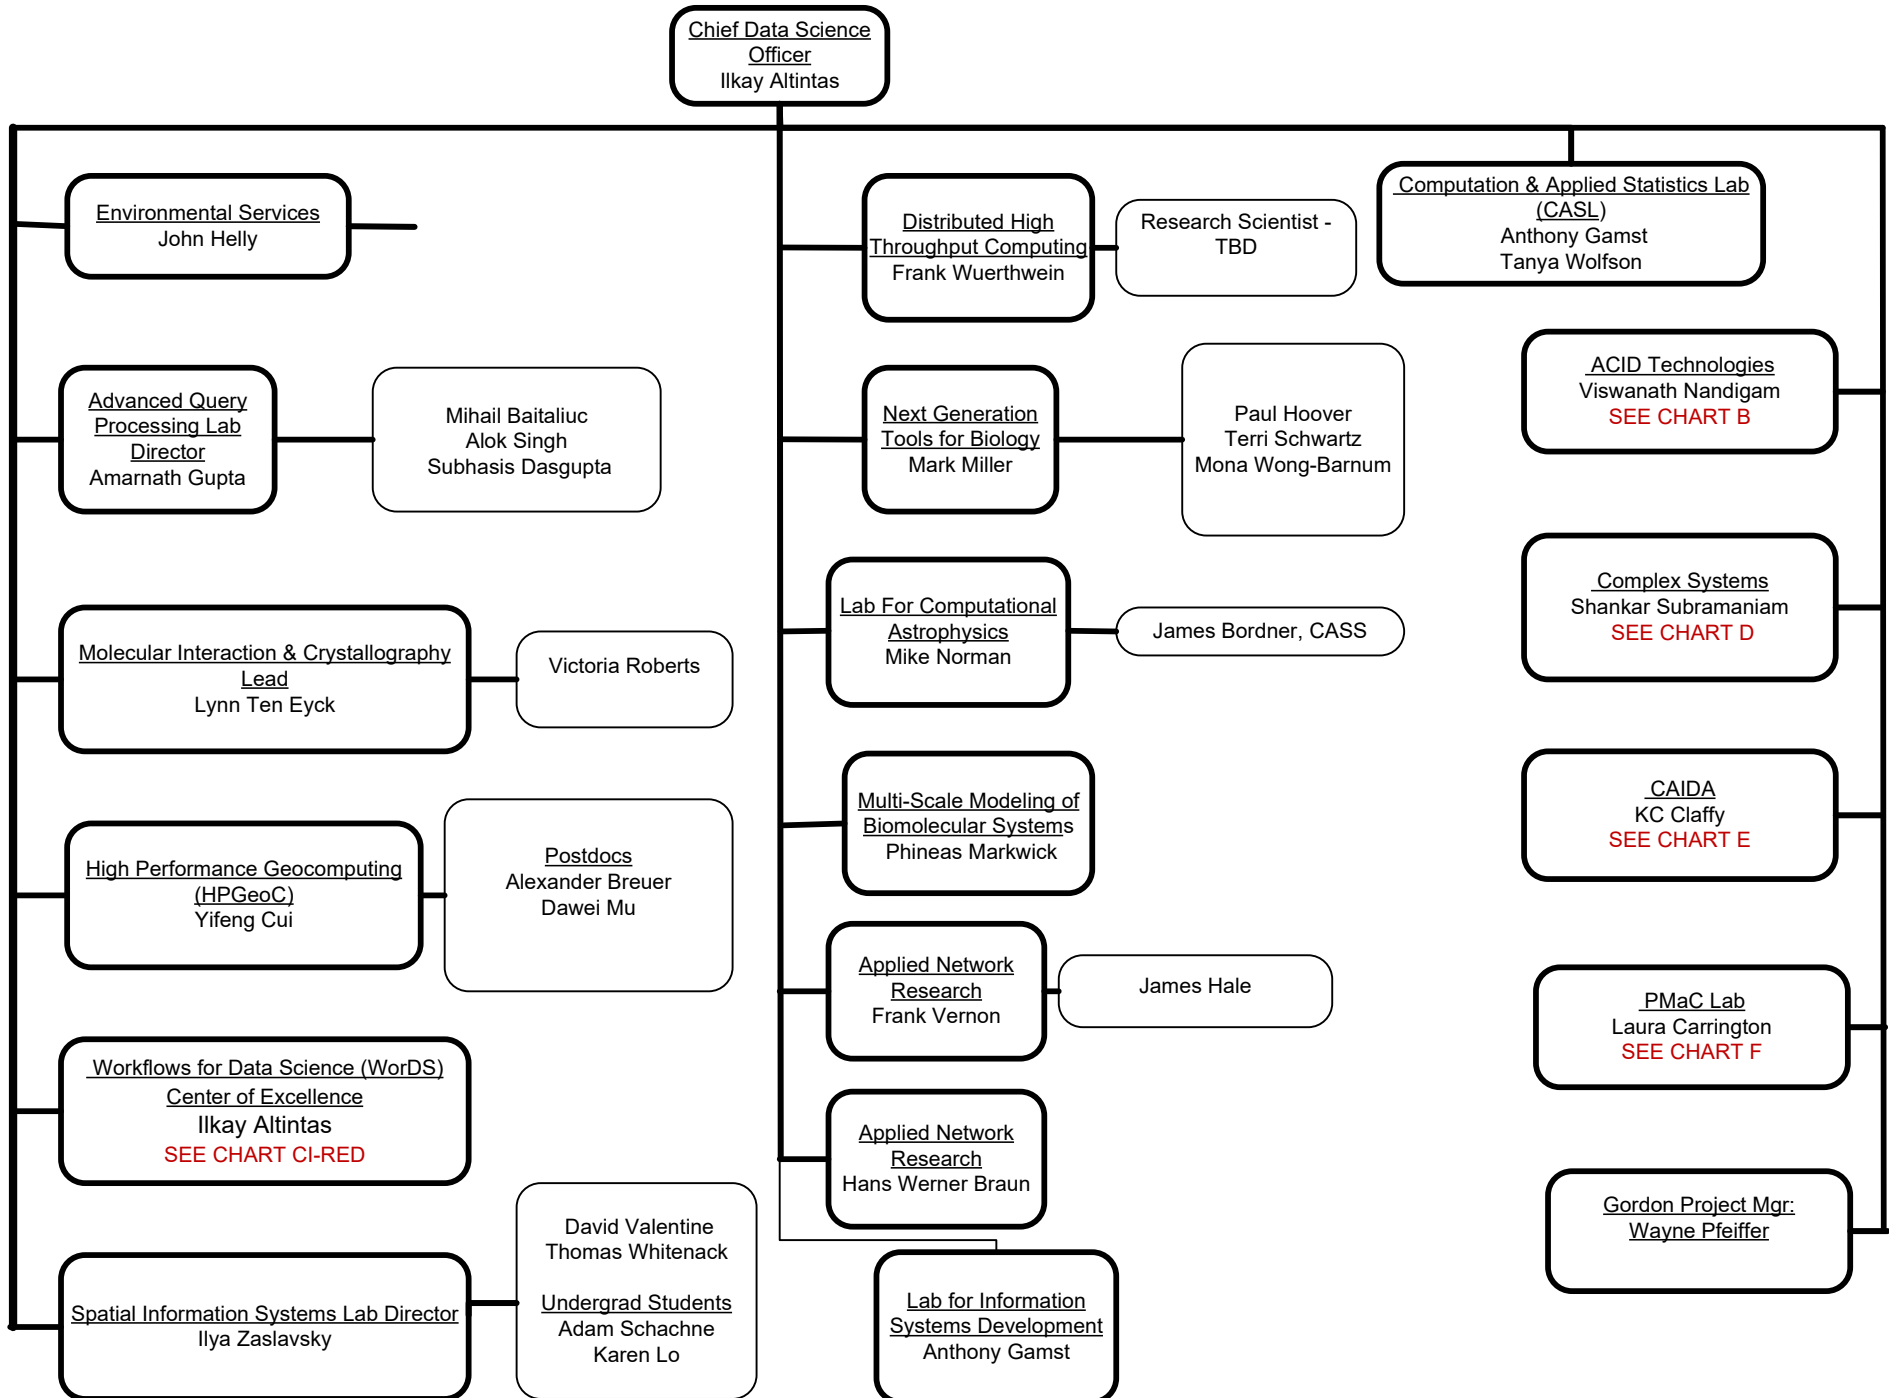 Chief Data Science
Officer
Ilkay Altintas
Environmental Services
John Helly
Advanced Query
Processing Lab
Director
Amarnath Gupta
Mihail Baitaliuc
Alok Singh
Subhasis Dasgupta
Molecular Interaction & Crystallography
Lead
Lynn Ten Eyck
Victoria Roberts
High Performance Geocomputing
(HPGeoC)
Yifeng Cui
Postdocs
Alexander Breuer
Dawei Mu
Workflows for Data Science (WorDS)
Center of Excellence
Ilkay Altintas
SEE CHART CI-RED
Spatial Information Systems Lab Director
Ilya Zaslavsky
David Valentine
Thomas Whitenack
Undergrad Students
Adam Schachne
Karen Lo
Distributed High
Throughput Computing
Frank Wuerthwein
Research Scientist -
TBD
Next Generation
Tools for Biology
Mark Miller
Paul Hoover
Terri Schwartz
Mona Wong-Barnum
Lab For Computational
Astrophysics
Mike Norman
James Bordner, CASS
Multi-Scale Modeling of
Biomolecular Systems
Phineas Markwick
Applied Network
Research
Frank Vernon
James Hale
Applied Network
Research
Hans Werner Braun
Lab for Information
Systems Development
Anthony Gamst
Computation & Applied Statistics Lab
(CASL)
Anthony Gamst
Tanya Wolfson
ACID Technologies
Viswanath Nandigam
SEE CHART B
Complex Systems
Shankar Subramaniam
SEE CHART D
CAIDA
KC Claffy
SEE CHART E
PMaC Lab
Laura Carrington
SEE CHART F
Gordon Project Mgr:
Wayne Pfeiffer